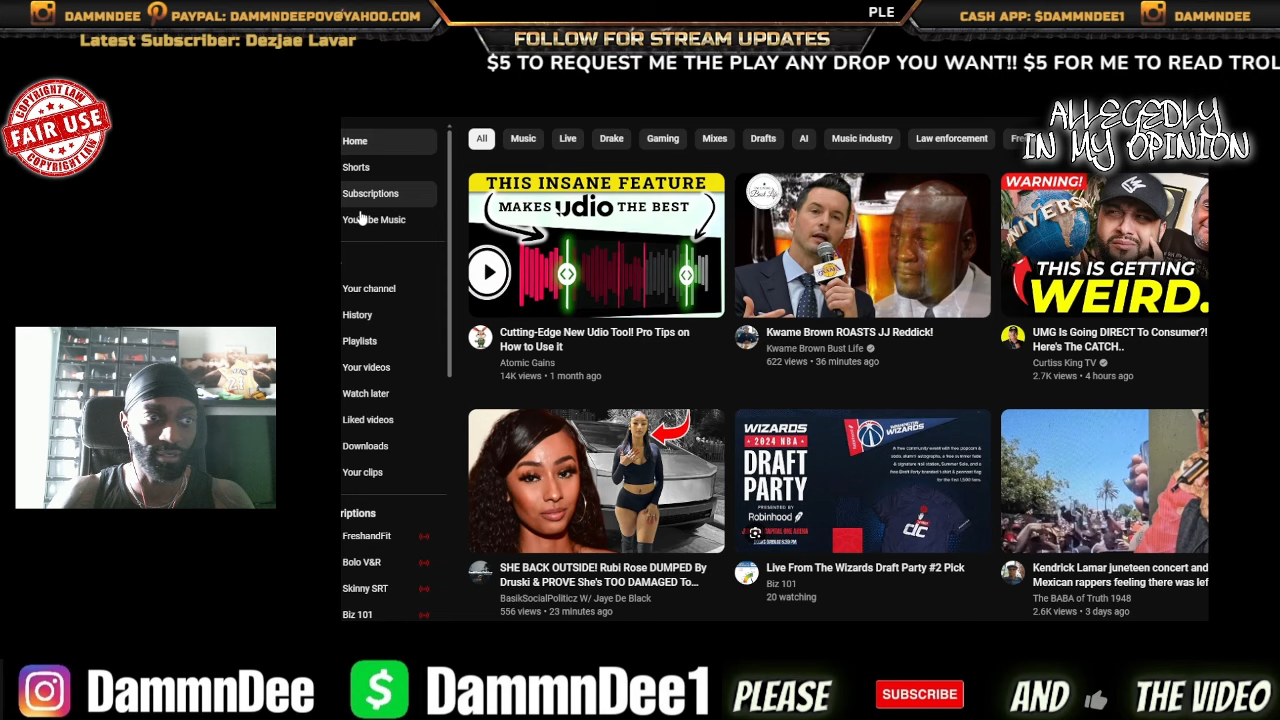 DAMMNDEE PAYPAL: DAMMNDEEPOV@YAHOO.COM
PLE
CASH APP: $DAMMNDEE1 DAMMNDEE
Latest Subscriber: Dezjae Lavar
FOLLOW FOR STREAM UPDATES
$5 TO REQUEST ME THE PLAY ANY DROP YOU WANT!! $5 FOR ME TO READ TROL
COPYRIGHT LAW
FAIR USE
COPYRIGHT LAW
ALLEGEDLY
IN MY OPINION
Home
Shorts
Subscriptions
YouTube Music
Your channel
History
Playlists
Your videos
Watch later
Liked videos
Downloads
Your clips
riptions
FreshandFit
Bolo V&R
Skinny SRT
Biz 101
All Music Live Drake Gaming Mixes Drafts AI Music industry Law enforcement Fre
THIS INSANE FEATURE
MAKES udio THE BEST
Cutting-Edge New Udio Tool! Pro Tips on
How to Use it
Atomic Gains
14K views • 1 month ago
Kwame Brown ROASTS JJ Reddick!
Kwame Brown Bust Life
622 views • 36 minutes ago
WARNING!
UNIVERS
THIS IS GETTING
WEIRD.
UMG Is Going DIRECT To Consumer?!
Here's The CATCH..
Curtiss King TV
2.7K views • 4 hours ago
SHE BACK OUTSIDE! Rubi Rose DUMPED By
Druski & PROVE She's TOO DAMAGED To...
BasikSocialPoliticz W/ Jaye De Black
556 views • 23 minutes ago
WIZARDS
2024 NBA
DRAFT
PARTY
PRESENTED BY
Robinhood
WIZARDS
dc
Live From The Wizards Draft Party #2 Pick
Biz 101
20 watching
Kendrick Lamar juneteen concert and
Mexican rappers feeling there was lef
The BABA of Truth 1948
2.6K views • 3 days ago
DammnDee
$ DammnDee1
PLEASE SUBSCRIBE AND THE VIDEO